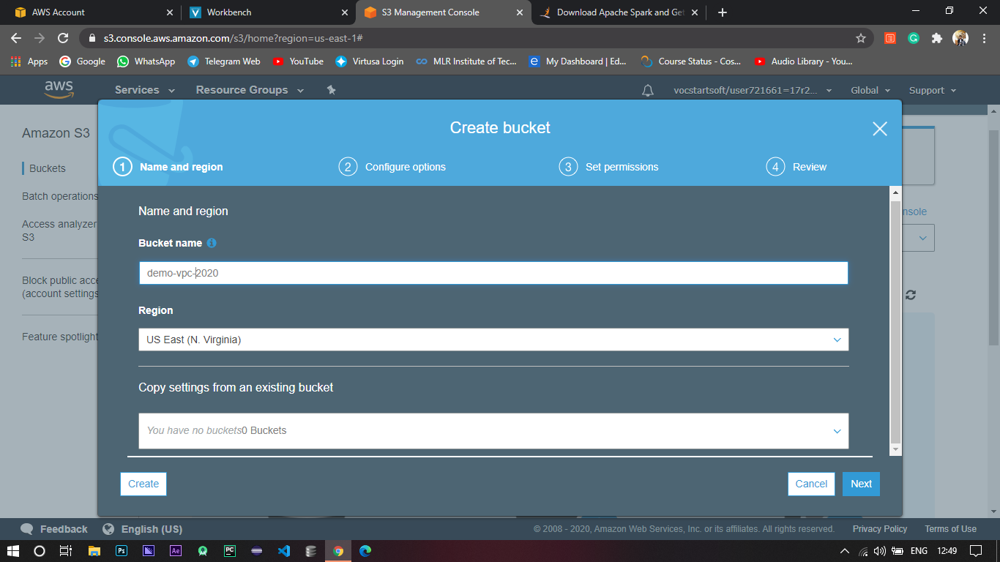 AWS Account
Workbench
S3 Management Console
Download Apache Spark and Get
s3.console.aws.amazon.com/s3/home?region=us-east-1#
Apps
Google
WhatsApp
Telegram Web
YouTube
Virtusa Login
MLR Institute of Tec...
My Dashboard | Ed...
Course Status - Cos...
Audio Library - You...
aws
Services
Resource Groups
vocstartsoft/user721661=17r2...
Global
Support
Amazon S3
Buckets
Batch operations
Access analyzer
S3
Block public acce
(account settings
Feature spotlight
Create bucket
1 Name and region
2 Configure options
3 Set permissions
4 Review
Name and region
Bucket name
demo-vpc-2020
Region
US East (N. Virginia)
Copy settings from an existing bucket
You have no buckets0 Buckets
Create
Cancel
Next
nsole
Feedback
English (US)
© 2008 - 2020, Amazon Web Services, Inc. or its affiliates. All rights reserved.
Privacy Policy
Terms of Use
Ps
Ae
PC
ENG
12:49